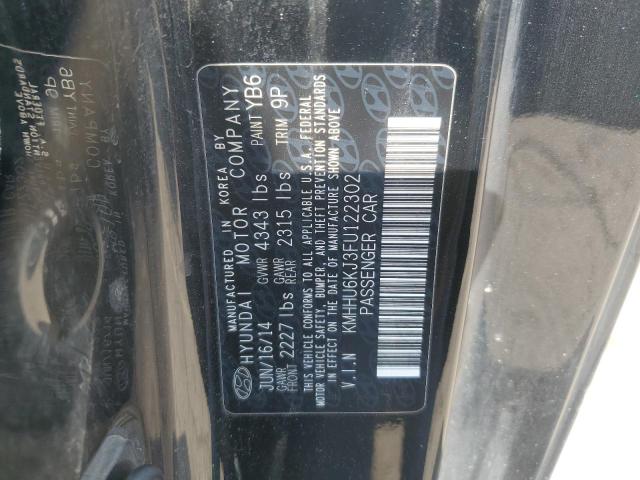 MANUFACTURED IN KOREA BY
HYUNDAI MOTOR COMPANY
JUN/16/14 GVWR 4343 lbs PAINT YB6
GAWR FRONT 2227 lbs GAWR REAR 2315 lbs TRIM 9P
THIS VEHICLE CONFORMS TO ALL APPLICABLE U.S.A. FEDERAL
MOTOR VEHICLE SAFETY, BUMPER, AND THEFT PREVENTION STANDARDS
IN EFFECT ON THE DATE OF MANUFACTURE SHOWN ABOVE.
V.I.N KMHHU6KJ3FU122302
PASSENGER CAR